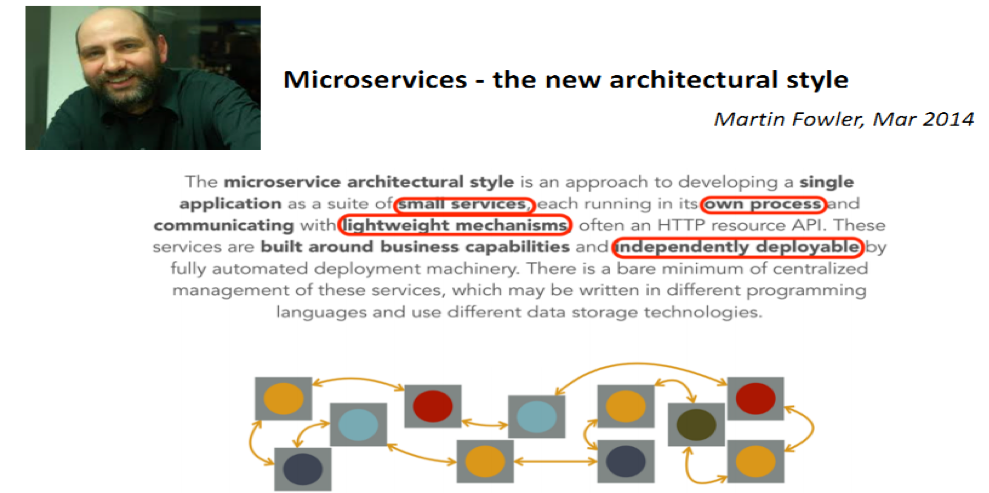 Microservices - the new architectural style
Martin Fowler, Mar 2014
The microservice architectural style is an approach to developing a single
application as a suite of small services, each running in its own process and
communicating with lightweight mechanisms, often an HTTP resource API. These
services are built around business capabilities and independently deployable by
fully automated deployment machinery. There is a bare minimum of centralized
management of these services, which may be written in different programming
languages and use different data storage technologies.